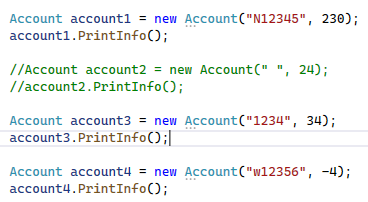 Account account1 = new Account("N12345", 230);
account1.PrintInfo();
//Account account2 = new Account(" ", 24);
//account2.PrintInfo();
Account account3 = new Account("1234", 34);
account3.PrintInfo();
Account account4 = new Account("w12356", -4);
account4.PrintInfo();